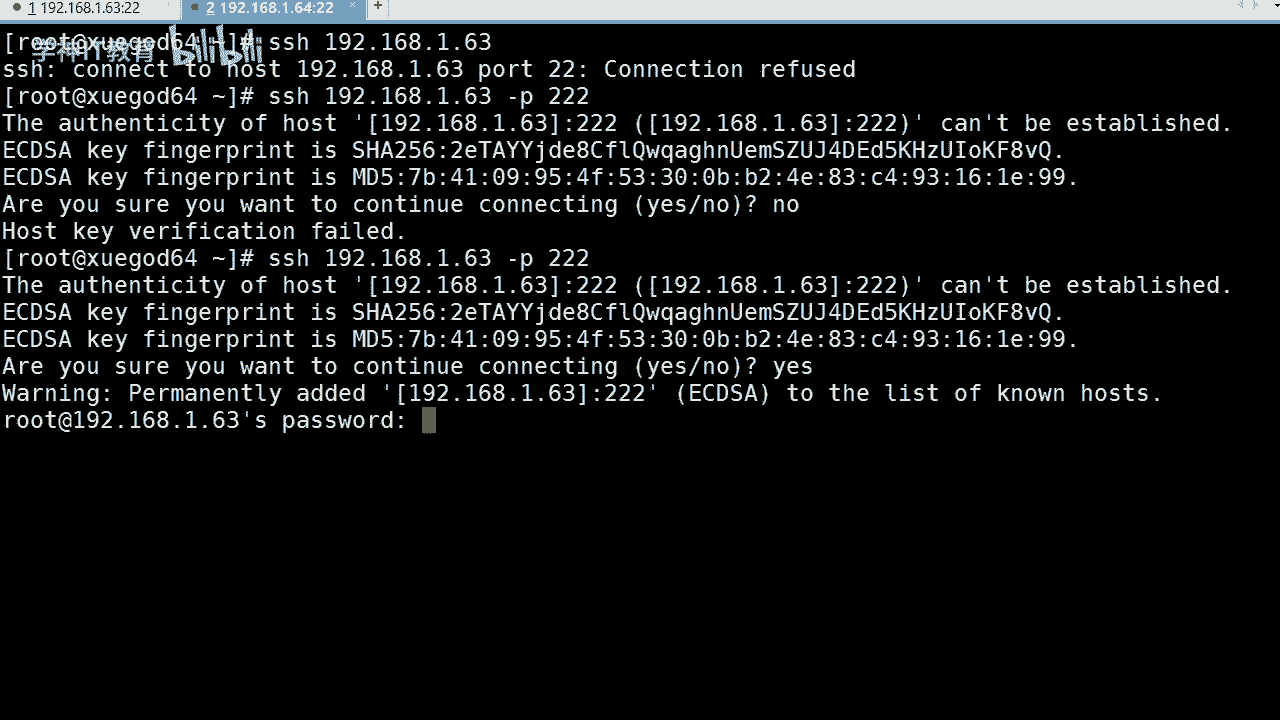 1 192.168.1.63:22
2 192.168.1.64:22 × +
学神IT教育 bilibili
[root@xuegod64 ~]# ssh 192.168.1.63
ssh: connect to host 192.168.1.63 port 22: Connection refused
[root@xuegod64 ~]# ssh 192.168.1.63 -p 222
The authenticity of host '[192.168.1.63]:222 ([192.168.1.63]:222)' can't be established.
ECDSA key fingerprint is SHA256:2eTAYYjde8CflQwqaghnUemSZUJ4DEd5KHzUIoKF8vQ.
ECDSA key fingerprint is MD5:7b:41:09:95:4f:53:30:0b:b2:4e:83:c4:93:16:1e:99.
Are you sure you want to continue connecting (yes/no)? no
Host key verification failed.
[root@xuegod64 ~]# ssh 192.168.1.63 -p 222
The authenticity of host '[192.168.1.63]:222 ([192.168.1.63]:222)' can't be established.
ECDSA key fingerprint is SHA256:2eTAYYjde8CflQwqaghnUemSZUJ4DEd5KHzUIoKF8vQ.
ECDSA key fingerprint is MD5:7b:41:09:95:4f:53:30:0b:b2:4e:83:c4:93:16:1e:99.
Are you sure you want to continue connecting (yes/no)? yes
Warning: Permanently added '[192.168.1.63]:222' (ECDSA) to the list of known hosts.
root@192.168.1.63's password: